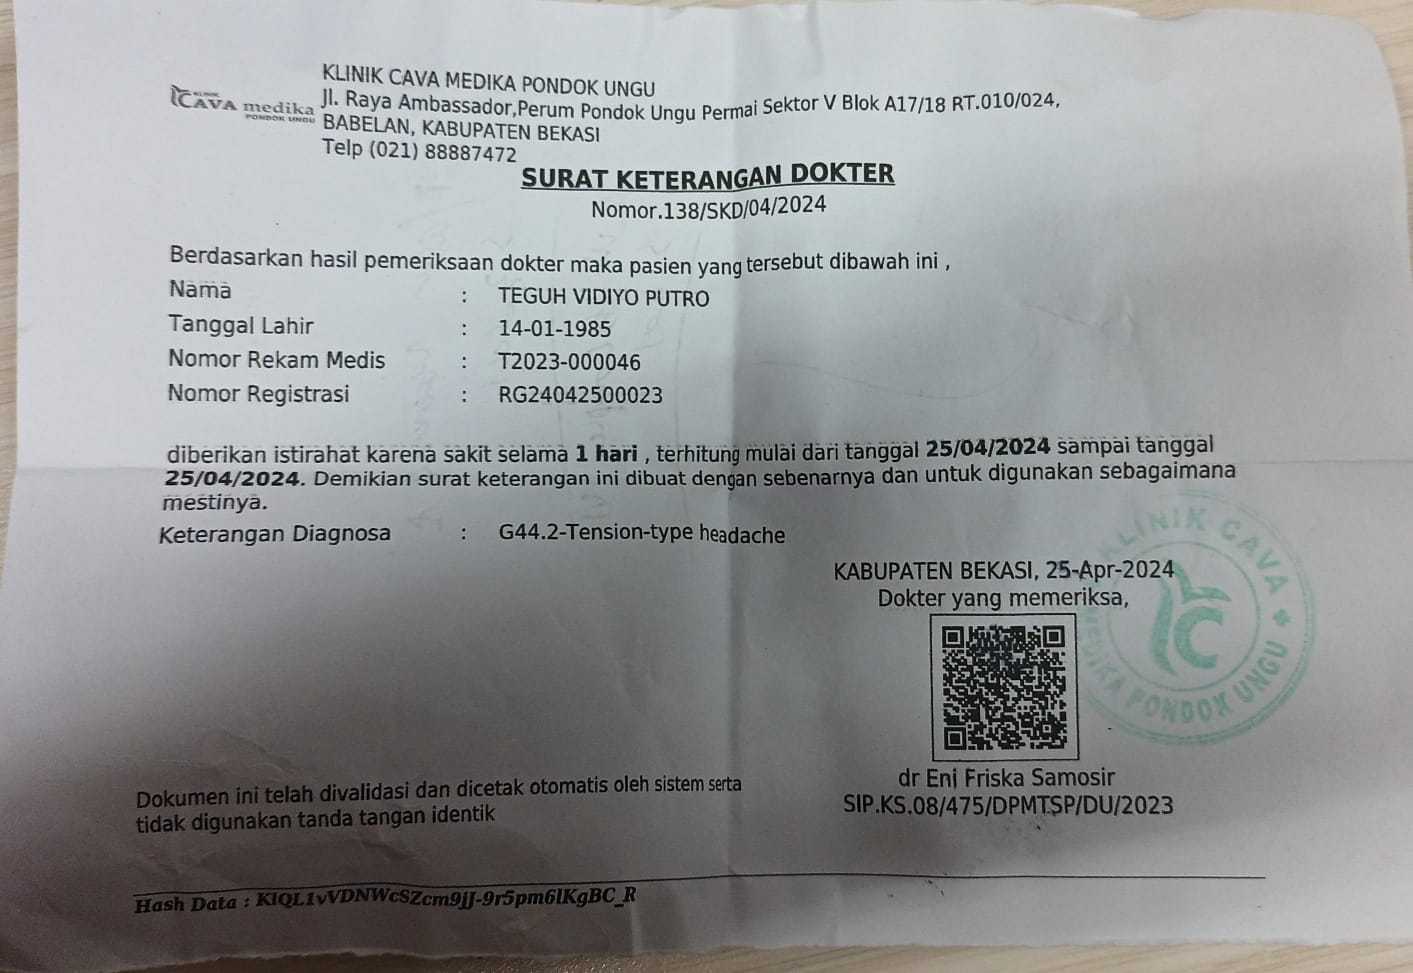 KLINIK
CAVA medika
PONDOK UNGU
KLINIK CAVA MEDIKA PONDOK UNGU
Jl. Raya Ambassador,Perum Pondok Ungu Permai Sektor V Blok A17/18 RT.010/024,
BABELAN, KABUPATEN BEKASI
Telp (021) 88887472
SURAT KETERANGAN DOKTER
Nomor.138/SKD/04/2024
Berdasarkan hasil pemeriksaan dokter maka pasien yang tersebut dibawah ini ,
Nama : TEGUH VIDIYO PUTRO
Tanggal Lahir : 14-01-1985
Nomor Rekam Medis : T2023-000046
Nomor Registrasi : RG24042500023
diberikan istirahat karena sakit selama 1 hari , terhitung mulai dari tanggal 25/04/2024 sampai tanggal
25/04/2024. Demikian surat keterangan ini dibuat dengan sebenarnya dan untuk digunakan sebagaimana
mestinya.
Keterangan Diagnosa : G44.2-Tension-type headache
KABUPATEN BEKASI, 25-Apr-2024
Dokter yang memeriksa,
KLINIK CAVA
MEDIKA PONDOK UNGU
dr Eni Friska Samosir
SIP.KS.08/475/DPMTSP/DU/2023
Dokumen ini telah divalidasi dan dicetak otomatis oleh sistem serta
tidak digunakan tanda tangan identik
Hash Data : KIQL1vVDNWcSZcm9jJ-9r5pm6lKgBC_R